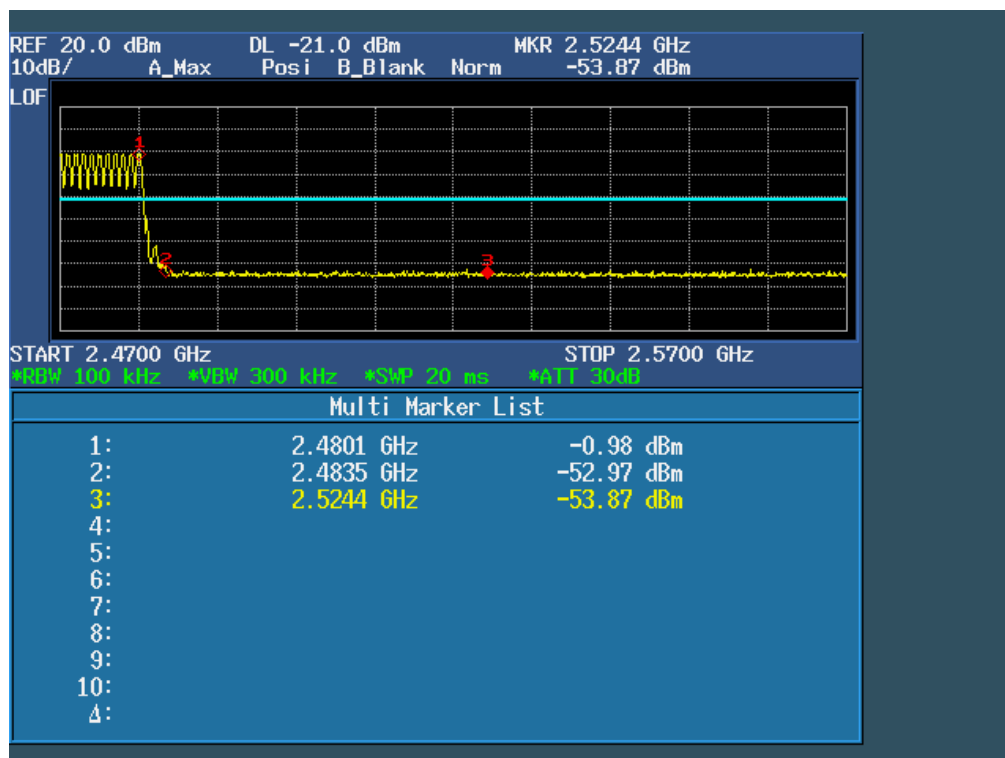 REF 20.0 dBm DL -21.0 dBm MKR 2.5244 GHz
10dB/ A_Max Posi B_Blank Norm -53.87 dBm
LOF
1
2
3
START 2.4700 GHz STOP 2.5700 GHz
*RBW 100 kHz *VBW 300 kHz *SWP 20 ms *ATT 30dB
Multi Marker List
1: 2.4801 GHz -0.98 dBm
2: 2.4835 GHz -52.97 dBm
3: 2.5244 GHz -53.87 dBm
4:
5:
6:
7:
8:
9:
10:
Δ: